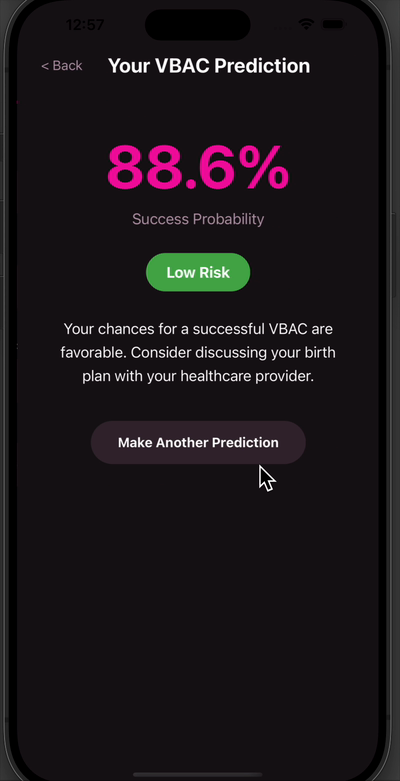 12:57
< Back
Your VBAC Prediction
88.6%
Success Probability
Low Risk
Your chances for a successful VBAC are
favorable. Consider discussing your birth
plan with your healthcare provider.
Make Another Prediction